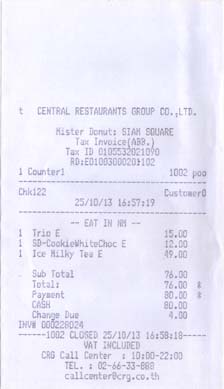 t CENTRAL RESTAURANTS GROUP CO.,LTD.
Mister Donut: SIAM SQUARE
Tax Invoice(ABB.)
Tax ID 0105532021090
RD:E0100300020102
1 Counter1 1002 poo
Chk122 Customer0
25/10/13 16:57:19
-- EAT IN NM --
1 Trio E 15.00
1 SD-CookieWhiteChoc E 12.00
1 Ice Milky Tea E 49.00
Sub Total 76.00
Total: 76.00 *
Payment 80.00 *
CASH 80.00
Change Due 4.00
INV# 000228024
------1002 CLOSED 25/10/13 16:58:18-----
VAT INCLUDED
CRG Call Center : 10:00-22:00
TEL. : 02-66-33-888
callcenter@crg.co.th